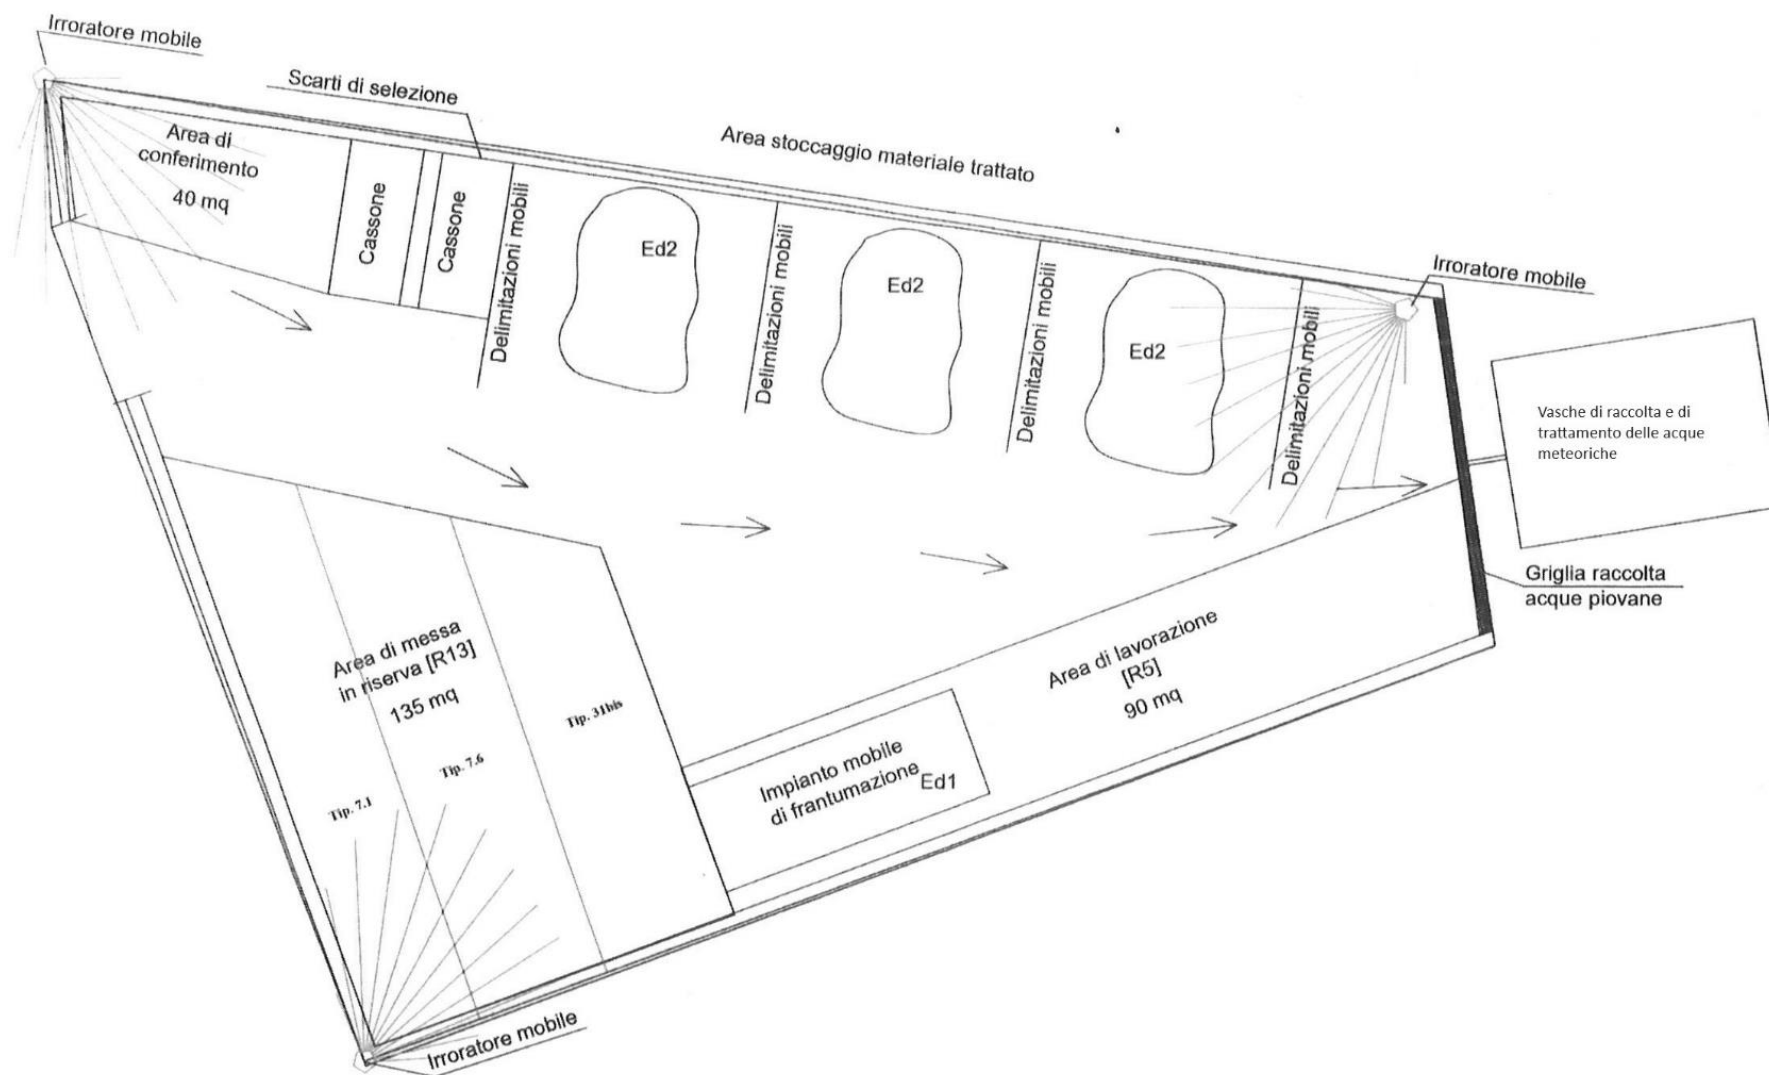 Irroratore mobile
Scarti di selezione
Area stoccaggio materiale trattato
Area di
conferimento
40 mq
Cassone
Cassone
Delimitazioni mobili
Ed2
Delimitazioni mobili
Ed2
Delimitazioni mobili
Ed2
Delimitazioni mobili
Irroratore mobile
Vasche di raccolta e di
trattamento delle acque
meteoriche
Griglia raccolta
acque piovane
Area di messa
in riserva [R13]
135 mq
Tip. 7.1
Tip. 7.6
Tip. 31bis
Area di lavorazione
[R5]
90 mq
Impianto mobile
di frantumazione
Ed1
Irroratore mobile